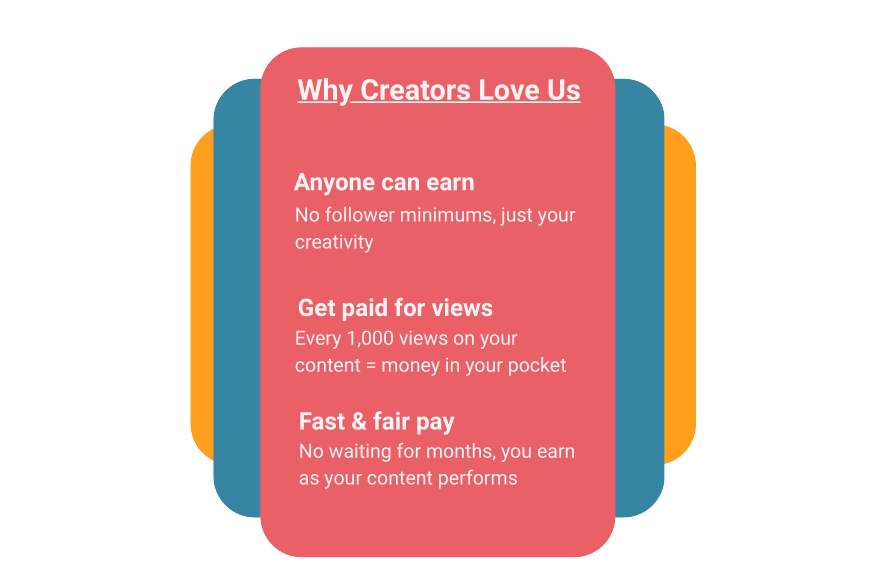 Why Creators Love Us
Anyone can earn
No follower minimums, just your
creativity
Get paid for views
Every 1,000 views on your
content = money in your pocket
Fast & fair pay
No waiting for months, you earn
as your content performs